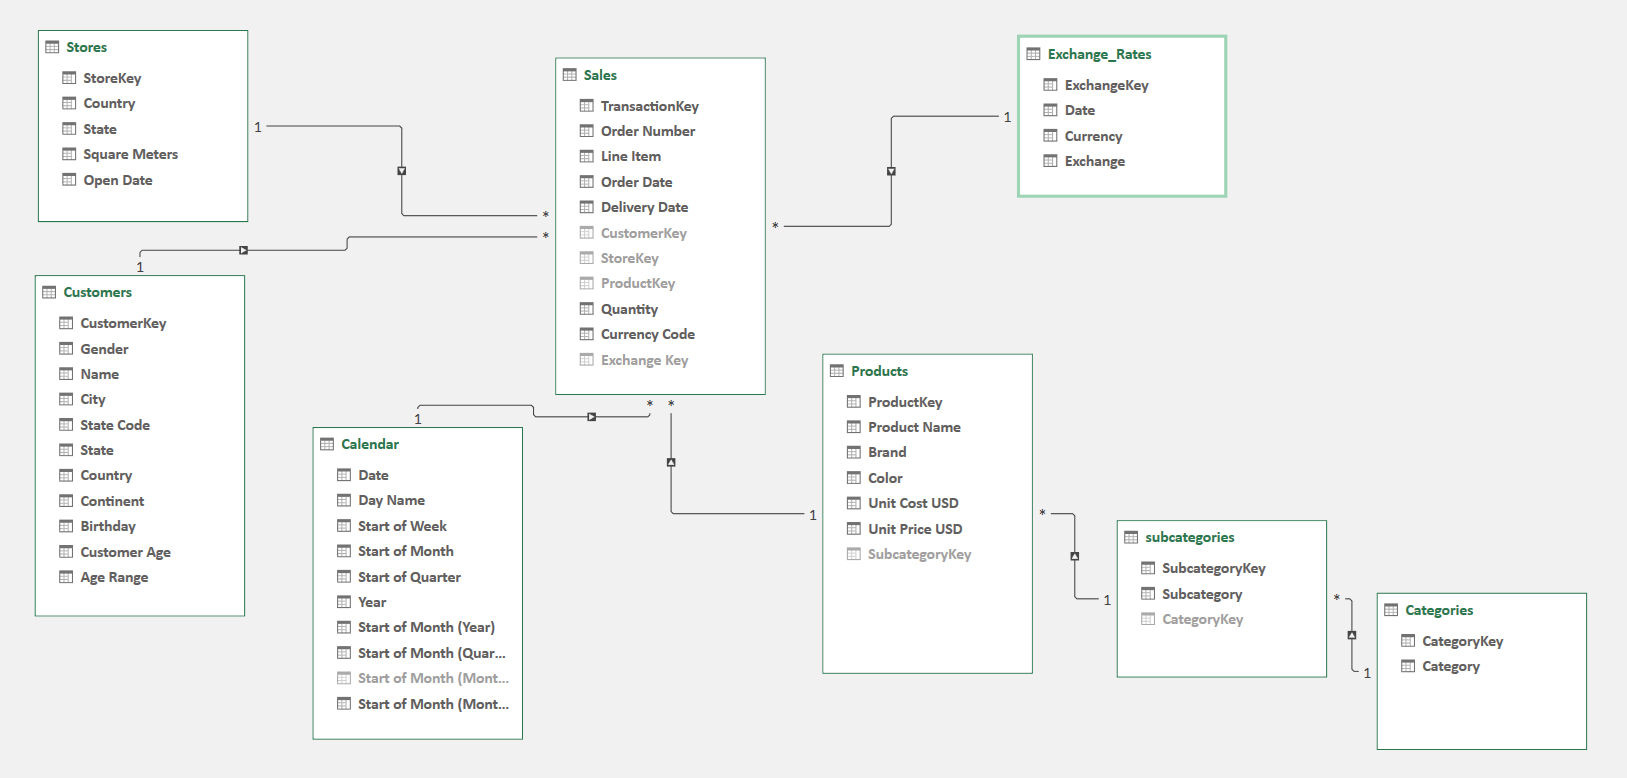 Stores
StoreKey
Country
State
Square Meters
Open Date
1
*
Sales
TransactionKey
Order Number
Line Item
Order Date
Delivery Date
CustomerKey
StoreKey
ProductKey
Quantity
Currency Code
Exchange Key
*
1
Exchange_Rates
ExchangeKey
Date
Currency
Exchange
*
1
Customers
CustomerKey
Gender
Name
City
State Code
State
Country
Continent
Birthday
Customer Age
Age Range
*
*
1
Calendar
Date
Day Name
Start of Week
Start of Month
Start of Quarter
Year
Start of Month (Year)
Start of Month (Quar...
Start of Month (Mont...
Start of Month (Mont...
1
Products
ProductKey
Product Name
Brand
Color
Unit Cost USD
Unit Price USD
SubcategoryKey
*
1
subcategories
SubcategoryKey
Subcategory
CategoryKey
*
1
Categories
CategoryKey
Category